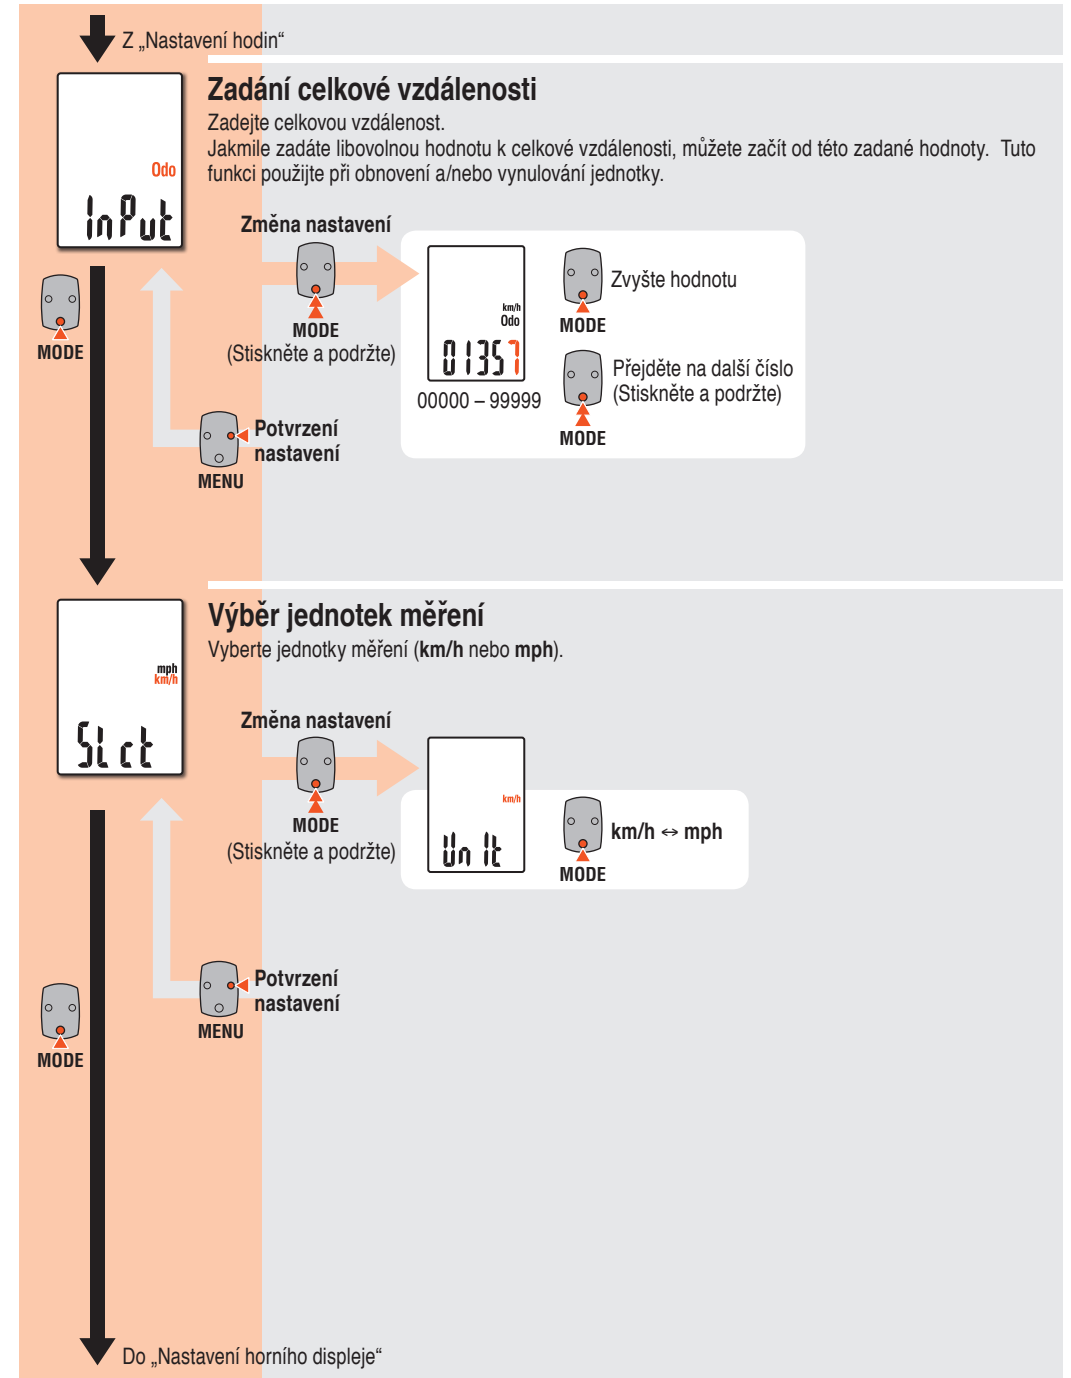 Z „Nastavení hodin“
Zadání celkové vzdálenosti
Zadejte celkovou vzdálenost.
Jakmile zadáte libovolnou hodnotu k celkové vzdálenosti, můžete začít od této zadané hodnoty. Tuto
funkci použijte při obnovení a/nebo vynulování jednotky.
Odo
InPut
Změna nastavení
MODE
MODE
(Stiskněte a podržte)
km/h
Odo
01357
00000 – 99999
Zvyšte hodnotu
MODE
Přejděte na další číslo
(Stiskněte a podržte)
MODE
Potvrzení
nastavení
MENU
Výběr jednotek měření
Vyberte jednotky měření (km/h nebo mph).
mph
km/h
SLct
Změna nastavení
MODE
(Stiskněte a podržte)
km/h
UnIt
km/h ⇔ mph
MODE
Potvrzení
nastavení
MENU
MODE
Do „Nastavení horního displeje“